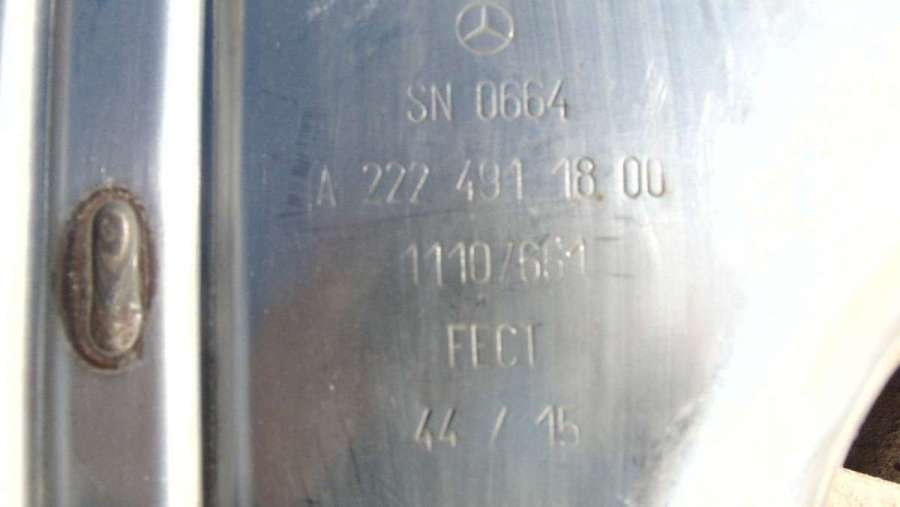 SN 0664
A 222 491 18 00
1110/661
FECT
44 / 15